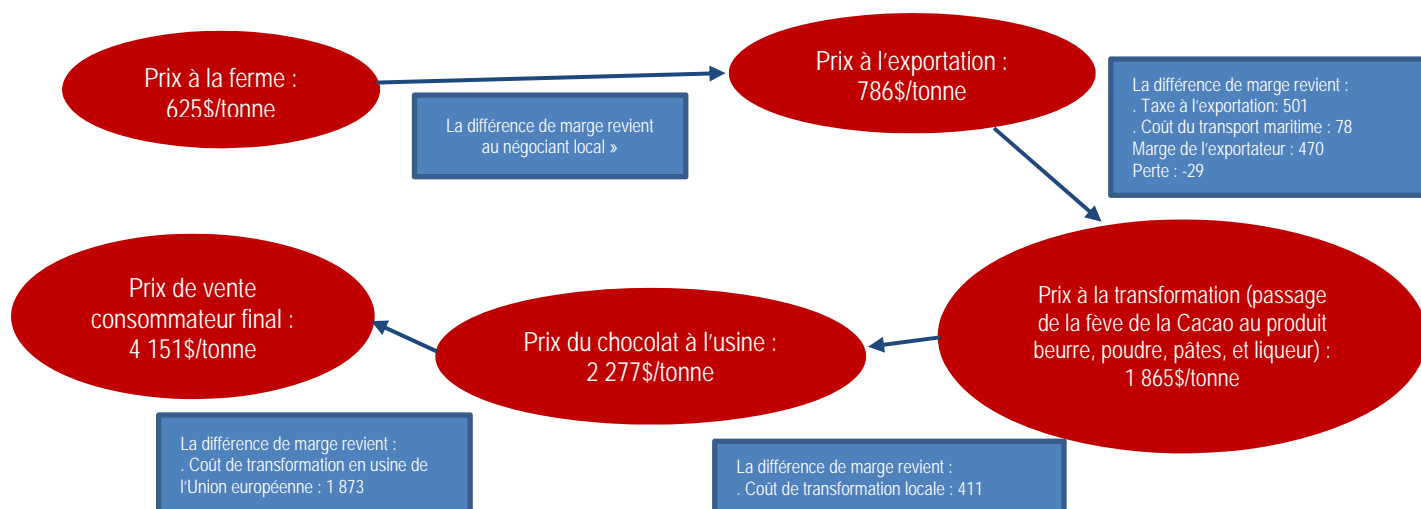 Prix à la ferme :
625$/tonne
La différence de marge revient
au négociant local »
Prix à l'exportation :
786$/tonne
La différence de marge revient :
. Taxe à l'exportation: 501
. Coût du transport maritime : 78
Marge de l'exportateur : 470
Perte : -29
Prix à la transformation (passage
de la fève de la Cacao au produit
beurre, poudre, pâtes, et liqueur) :
1 865$/tonne
La différence de marge revient :
. Coût de transformation locale : 411
Prix du chocolat à l'usine :
2 277$/tonne
La différence de marge revient :
. Coût de transformation en usine de
l'Union européenne : 1 873
Prix de vente
consommateur final :
4 151$/tonne